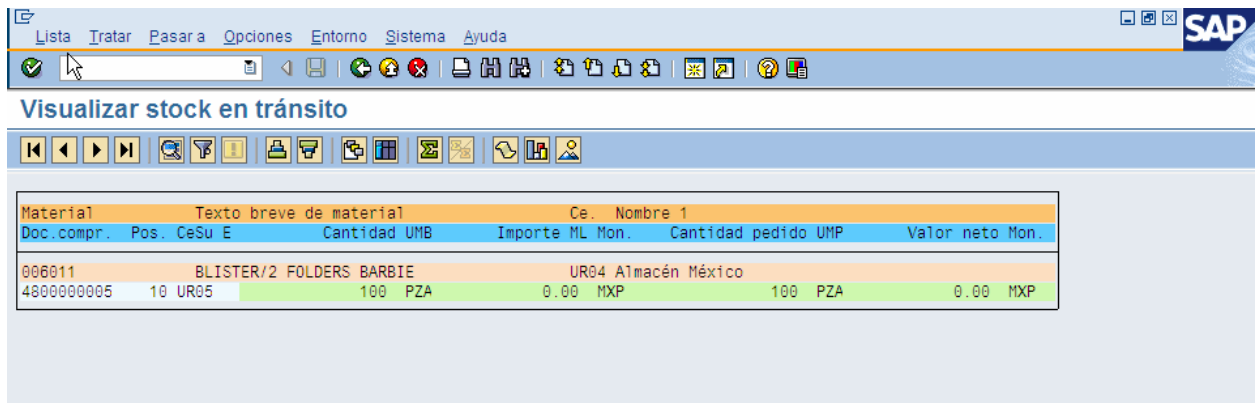 Lista Tratar Pasar a Opciones Entorno Sistema Ayuda
SAP
Visualizar stock en tránsito
Material Texto breve de material Ce. Nombre 1
Doc.compr. Pos. CeSu E Cantidad UMB Importe ML Mon. Cantidad pedido UMP Valor neto Mon.
006011 BLISTER/2 FOLDERS BARBIE UR04 Almacén México
4800000005 10 UR05 100 PZA 0.00 MXP 100 PZA 0.00 MXP